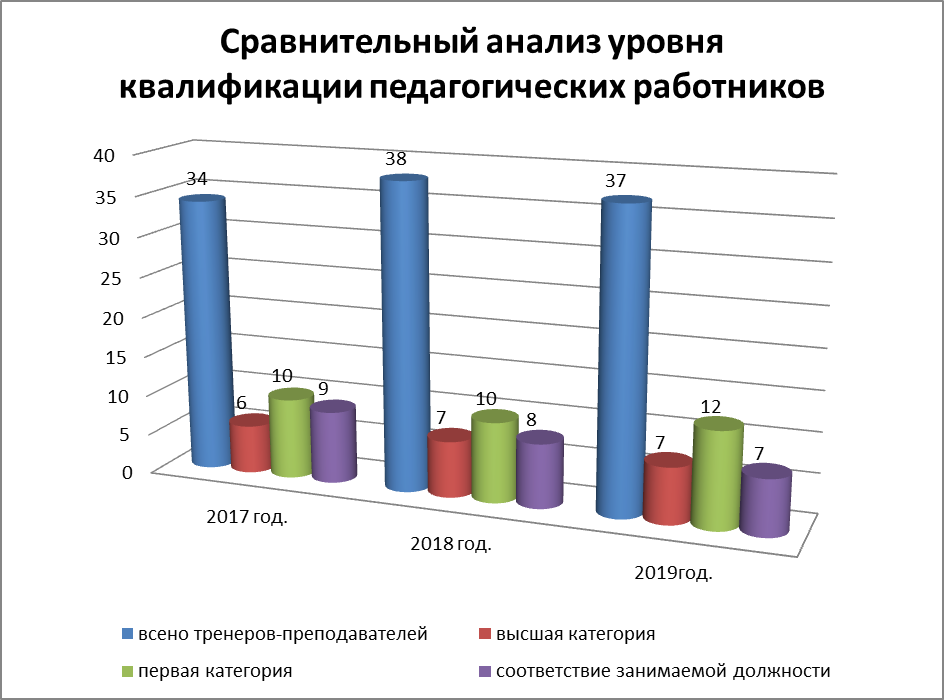 Сравнительный анализ уровня
квалификации педагогических работников
40
35
30
25
20
15
10
5
0
34
6
10
9
38
7
10
8
37
7
12
7
2017 год.
2018 год.
2019год.
всено тренеров-преподавателей
высшая категория
первая категория
соответствие занимаемой должности